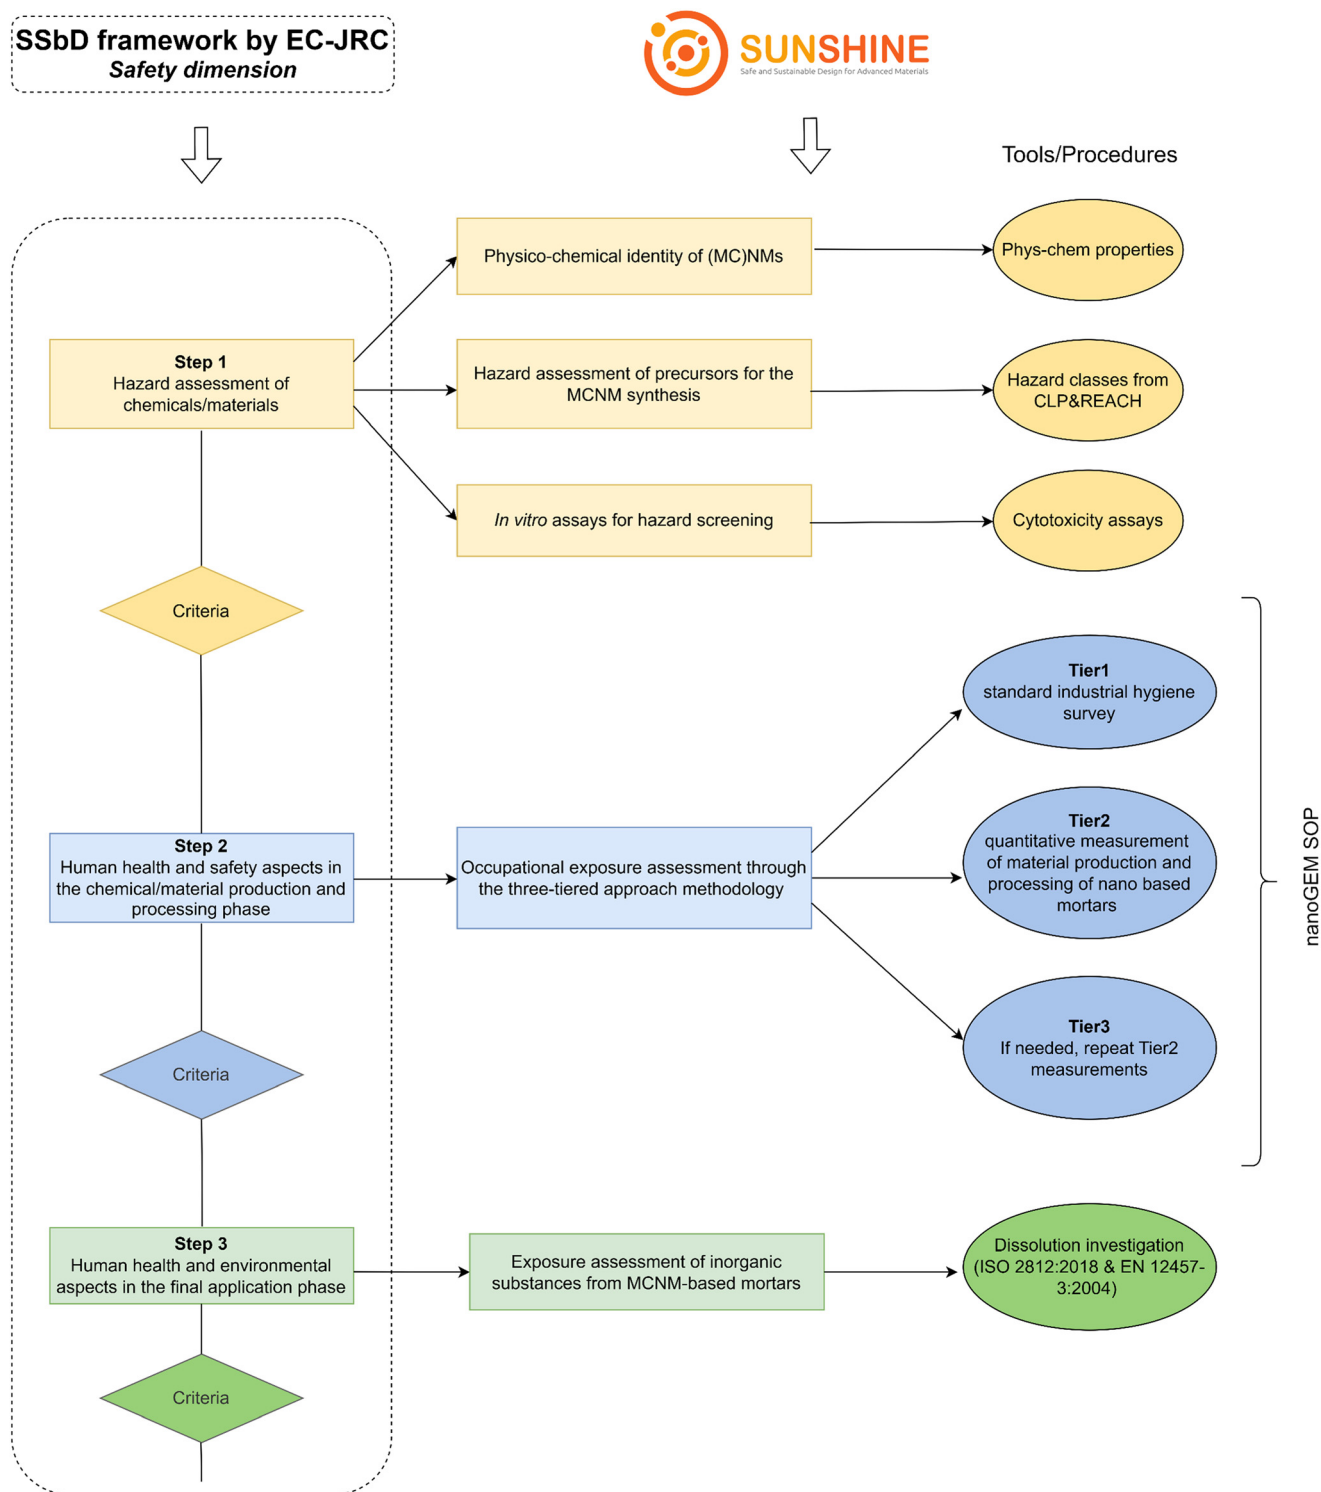 SSbD framework by EC-JRC
Safety dimension
SUNSHINE
Safe and Sustainable Design for Advanced Materials
Tools/Procedures
Step 1
Hazard assessment of
chemicals/materials
Physico-chemical identity of (MC)NMs
Phys-chem properties
Hazard assessment of precursors for the
MCNM synthesis
Hazard classes from
CLP&REACH
In vitro assays for hazard screening
Cytotoxicity assays
Criteria
Step 2
Human health and safety aspects in
the chemical/material production and
processing phase
Occupational exposure assessment through
the three-tiered approach methodology
Tier1
standard industrial hygiene
survey
Tier2
quantitative measurement
of material production and
processing of nano based
mortars
Tier3
If needed, repeat Tier2
measurements
nanoGEM SOP
Criteria
Step 3
Human health and environmental
aspects in the final application phase
Exposure assessment of inorganic
substances from MCNM-based mortars
Dissolution investigation
(ISO 2812:2018 & EN 12457-
3:2004)
Criteria